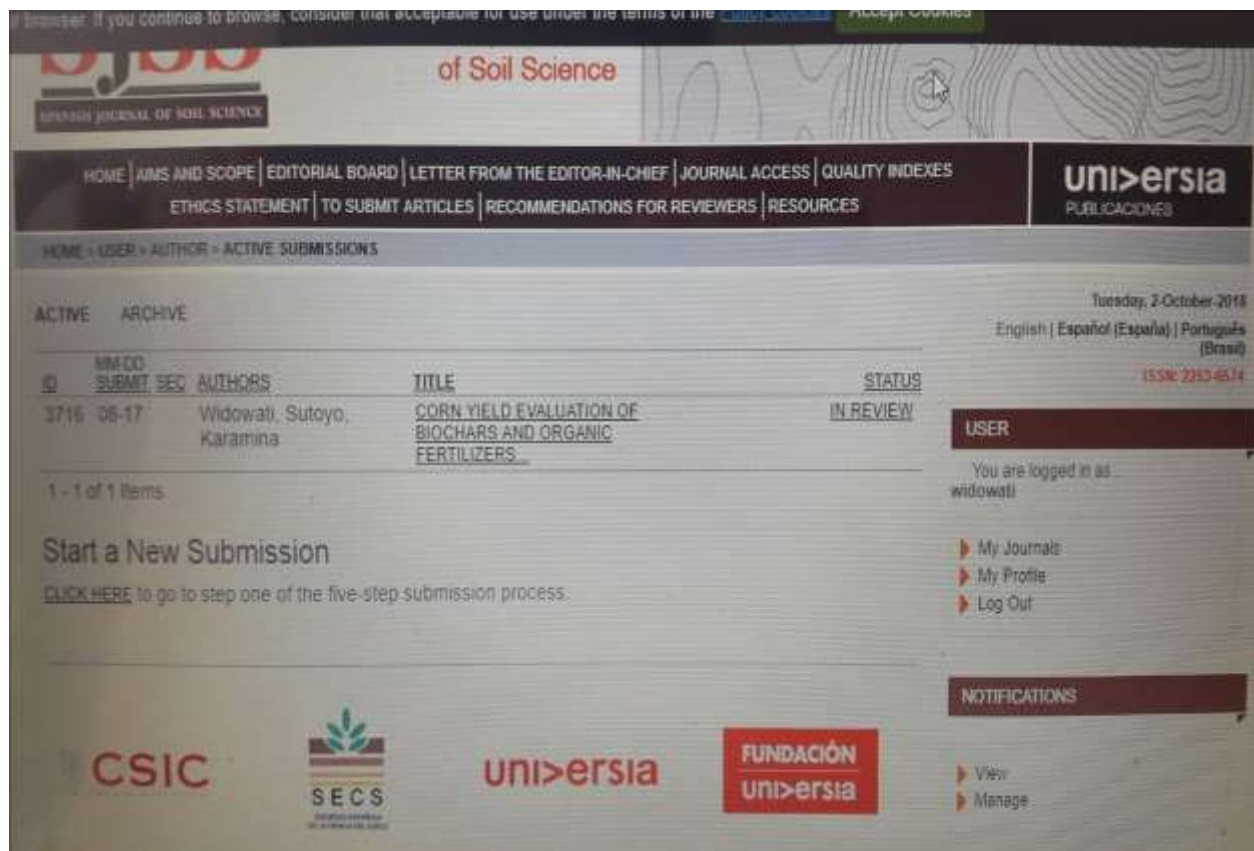 browser. If you continue to browse, consider that acceptable for use under the terms of the Policy Cookies Accept Cookies
SJSS
SPANISH JOURNAL OF SOIL SCIENCE
of Soil Science
HOME | AIMS AND SCOPE | EDITORIAL BOARD | LETTER FROM THE EDITOR-IN-CHIEF | JOURNAL ACCESS | QUALITY INDEXES
ETHICS STATEMENT | TO SUBMIT ARTICLES | RECOMMENDATIONS FOR REVIEWERS | RESOURCES
UNI>ERSIA
PUBLICACIONES
HOME > USER > AUTHOR > ACTIVE SUBMISSIONS
ACTIVE ARCHIVE
MM-DD
ID SUBMIT SEC AUTHORS TITLE STATUS
3716 06-17 Widowati, Sutoyo, CORN YIELD EVALUATION OF IN REVIEW
Karamina BIOCHARS AND ORGANIC
FERTILIZERS...
1 - 1 of 1 Items
Start a New Submission
CLICK HERE to go to step one of the five-step submission process.
Tuesday, 2-October-2018
English | Español (España) | Português
(Brasil)
ISSN: 2253-6574
USER
You are logged in as...
widowati
My Journals
My Profile
Log Out
NOTIFICATIONS
View
Manage
CSIC
SECS
UNI>ERSIA
FUNDACIÓN
UNI>ERSIA